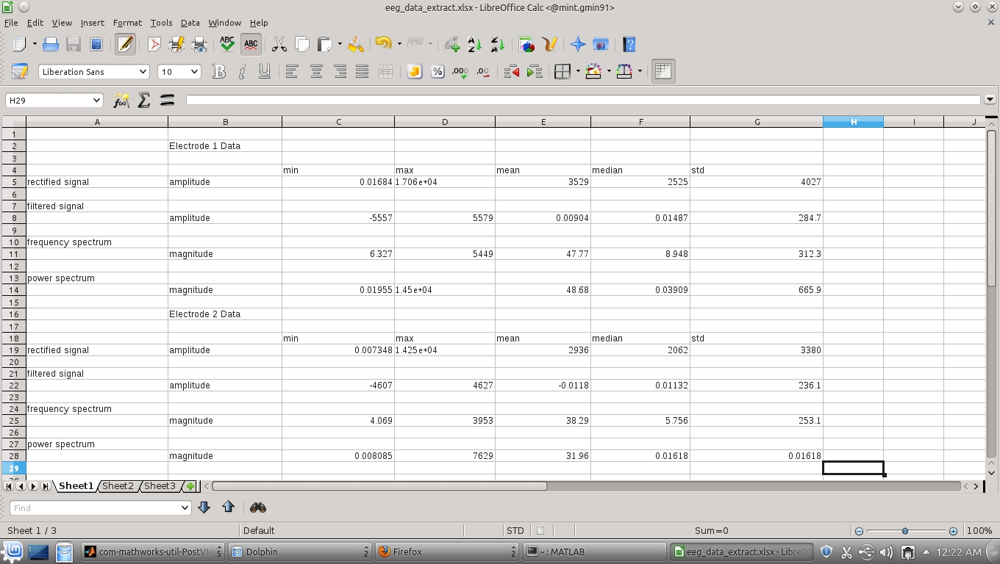 eeg_data_extract.xlsx - LibreOffice Calc <@mint.gmin91>
File Edit View Insert Format Tools Data Window Help
ABC ABC
Liberation Sans 10
H29
A B C D E F G H I J
1
2 Electrode 1 Data
3
4 min max mean median std
5 rectified signal amplitude 0.01684 1.706e+04 3529 2525 4027
6
7 filtered signal
8 amplitude -5557 5579 0.00904 0.01487 284.7
9
10 frequency spectrum
11 magnitude 6.327 5449 47.77 8.948 312.3
12
13 power spectrum
14 magnitude 0.01955 1.45e+04 48.68 0.03909 665.9
15
16 Electrode 2 Data
17
18 min max mean median std
19 rectified signal amplitude 0.007348 1.425e+04 2936 2062 3380
20
21 filtered signal
22 amplitude -4607 4627 -0.0118 0.01132 236.1
23
24 frequency spectrum
25 magnitude 4.069 3953 38.29 5.756 253.1
26
27 power spectrum
28 magnitude 0.008085 7629 31.96 0.01618 0.01618
29
Sheet1 Sheet2 Sheet3
Find
Sheet 1 / 3 Default STD Sum=0 100%
com-mathworks-util-PostVM 5 Dolphin 2 Firefox 2 ~ : MATLAB eeg_data_extract.xlsx - LibreO 12:22 AM